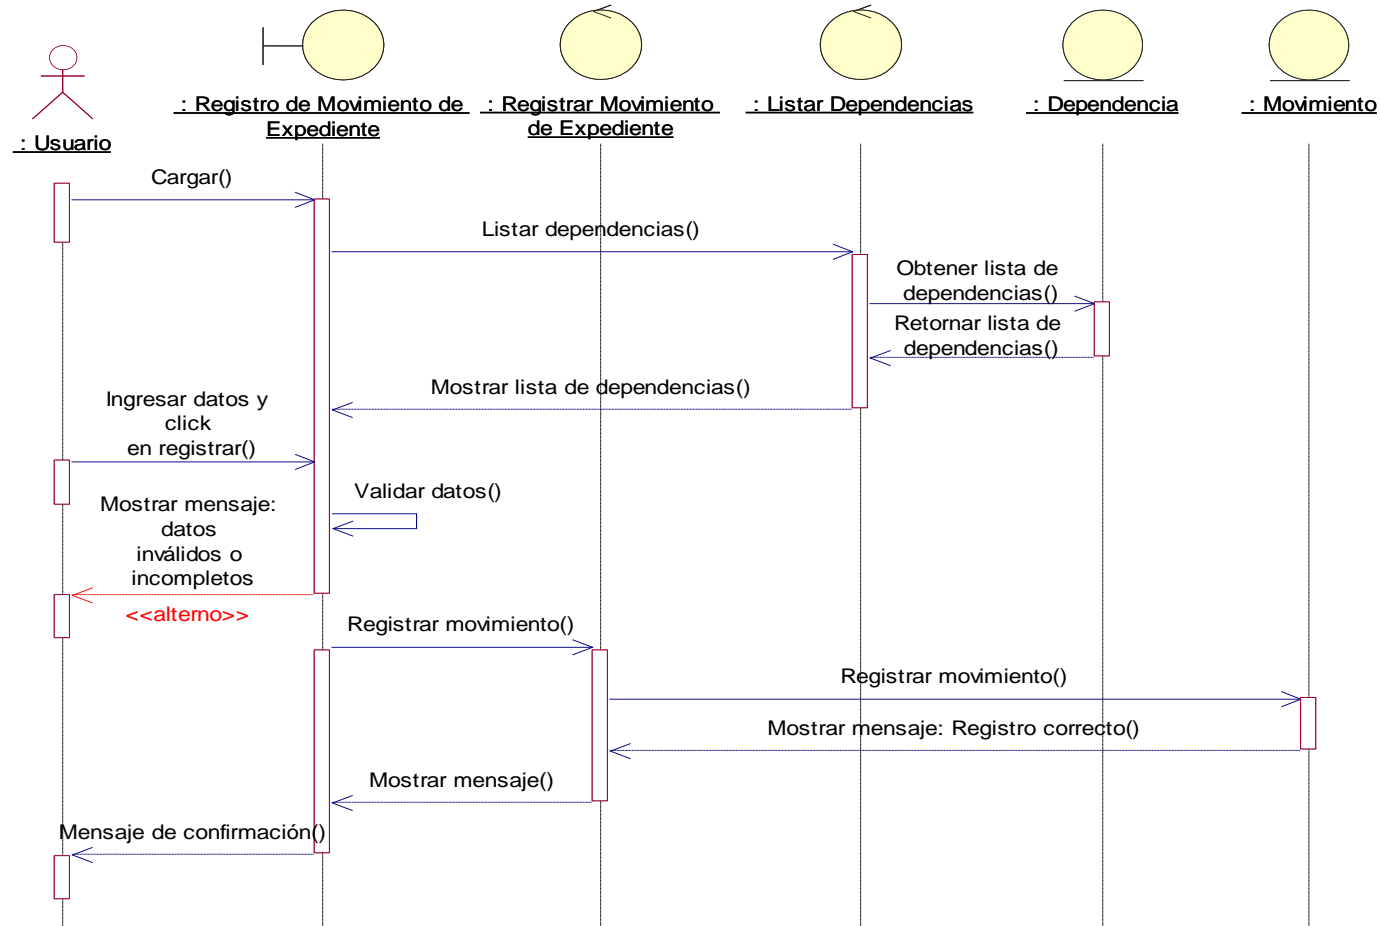 : Usuario
: Registro de Movimiento de
Expediente
: Registrar Movimiento
de Expediente
: Listar Dependencias
: Dependencia
: Movimiento
Cargar()
Listar dependencias()
Obtener lista de
dependencias()
Retornar lista de
dependencias()
Mostrar lista de dependencias()
Ingresar datos y
click
en registrar()
Validar datos()
Mostrar mensaje:
datos
inválidos o
incompletos
<<alterno>>
Registrar movimiento()
Registrar movimiento()
Mostrar mensaje: Registro correcto()
Mostrar mensaje()
Mensaje de confirmación()